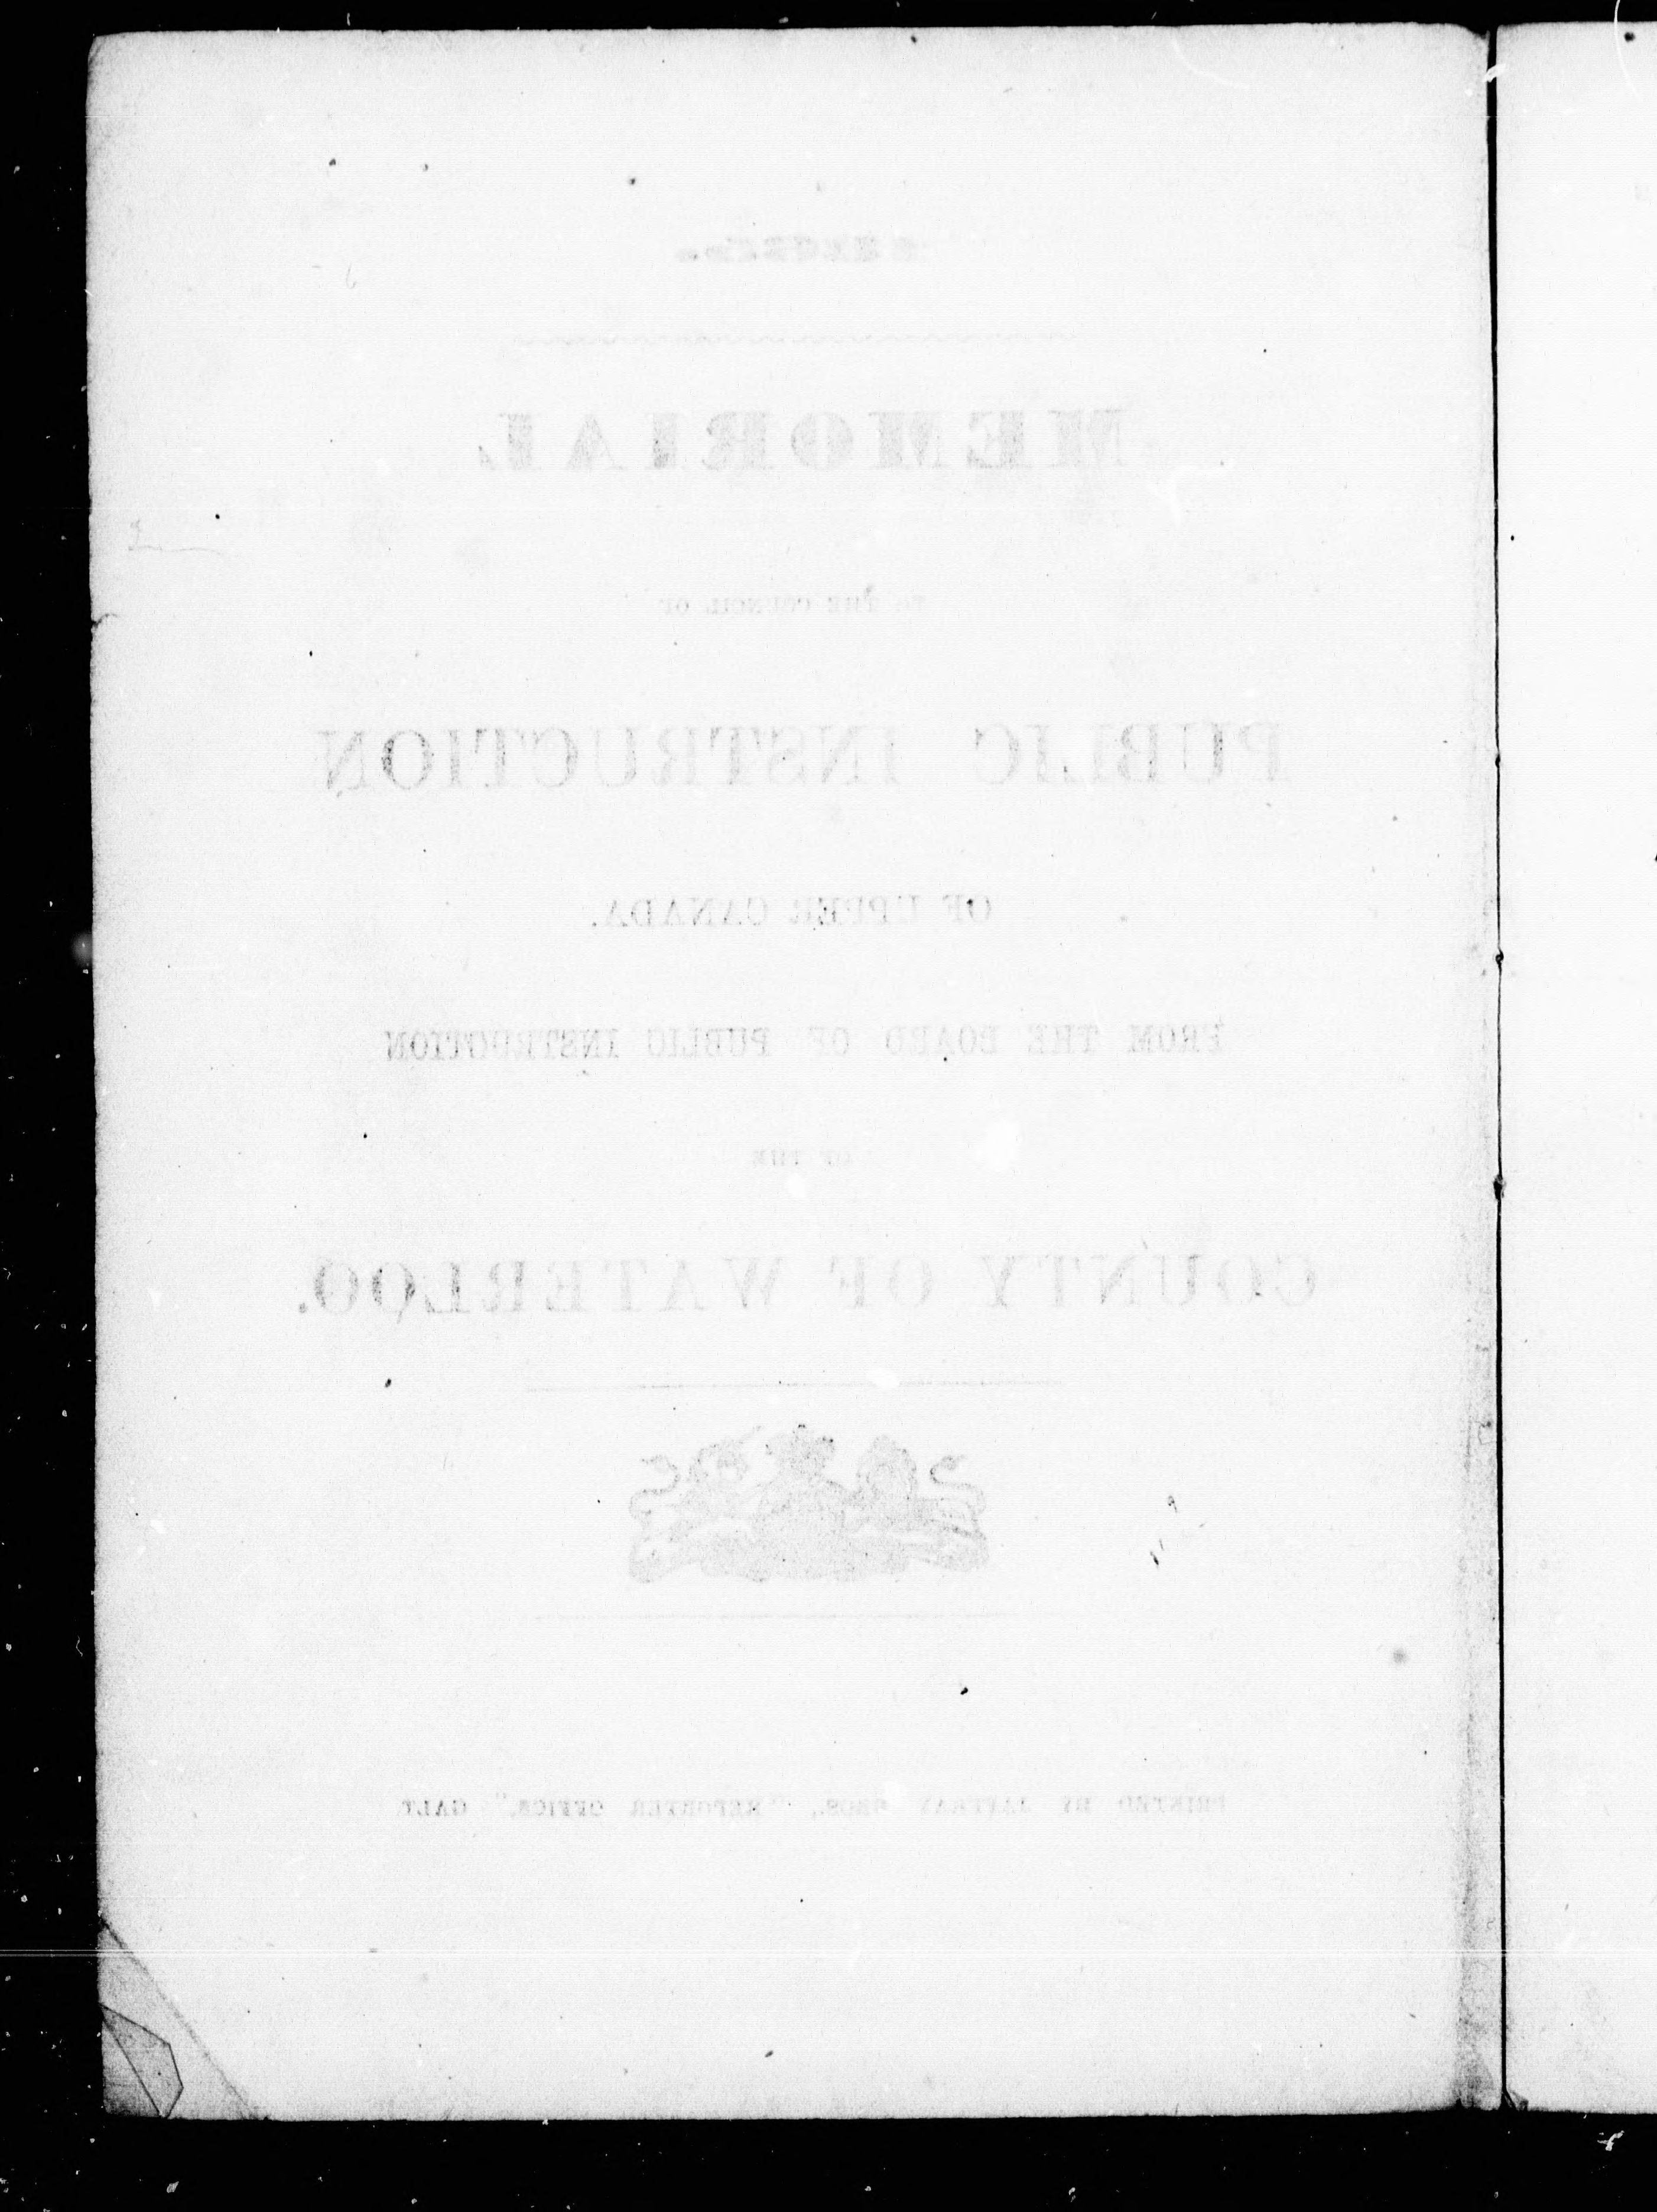 MEMORIAL
TO THE COUNCIL OF
PUBLIC INSTRUCTION
OF UPPER CANADA.
FROM THE BOARD OF PUBLIC INSTRUCTION
OF THE
COUNTY OF WATERLOO.
PRINTED BY JAFFRAY BROS., "REPORTER OFFICE," GALT.